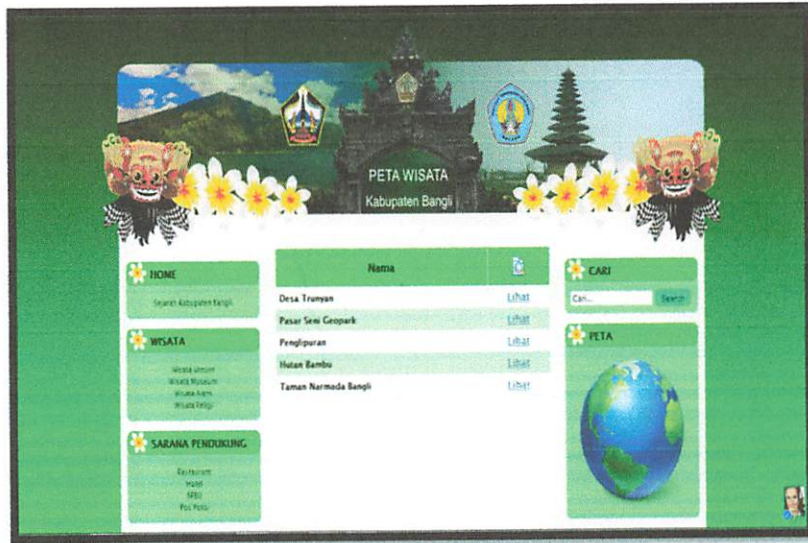 PETA WISATA
Kabupaten Bangli
HOME
Sejarah Kabupaten Bangli
WISATA
Wisata Umum
Wisata Museum
Wisata Alam
Wisata Religi
SARANA PENDUKUNG
Restaurant
Hotel
SPBU
Pos Polisi
Nama
Desa Trunyan Lihat
Pasar Seni Geopark Lihat
Penglipuran Lihat
Hutan Bambu Lihat
Taman Narmada Bangli Lihat
CARI
Cari... Search
PETA